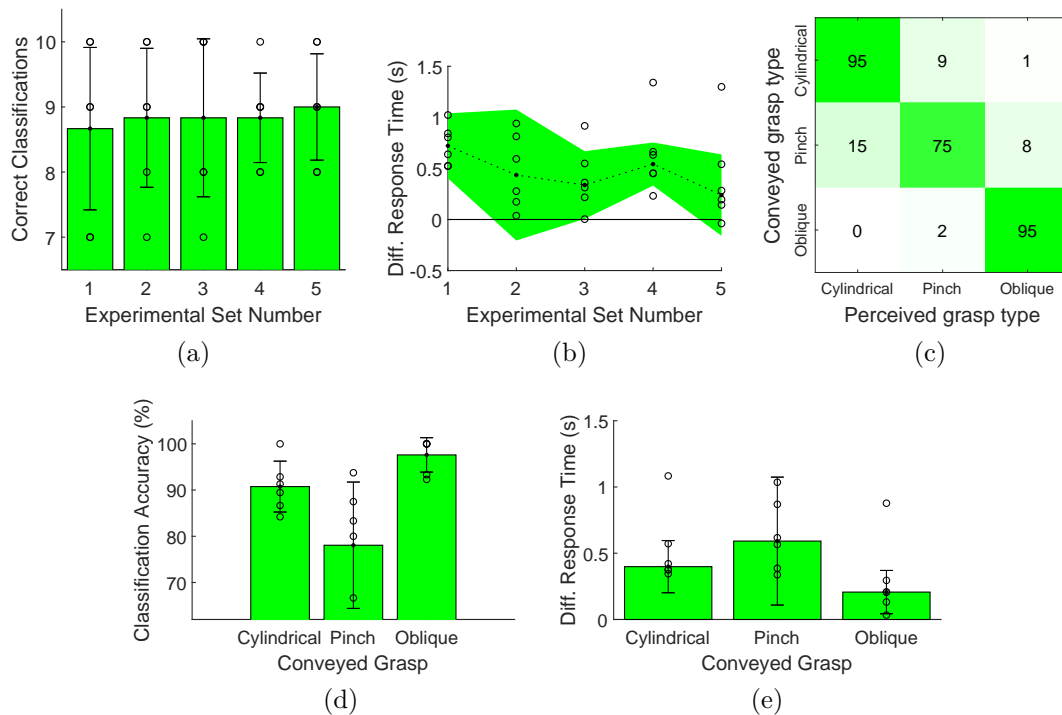 Correct Classifications
10
9
8
7
1 2 3 4 5
Experimental Set Number
(a)
Diff. Response Time (s)
1.5
1
0.5
0
-0.5
1 2 3 4 5
Experimental Set Number
(b)
Conveyed grasp type
Cylindrical
Pinch
Oblique
95 9 1
15 75 8
0 2 95
Cylindrical Pinch Oblique
Perceived grasp type
(c)
Classification Accuracy (%)
100
90
80
70
Cylindrical Pinch Oblique
Conveyed Grasp
(d)
Diff. Response Time (s)
1.5
1
0.5
0
Cylindrical Pinch Oblique
Conveyed Grasp
(e)